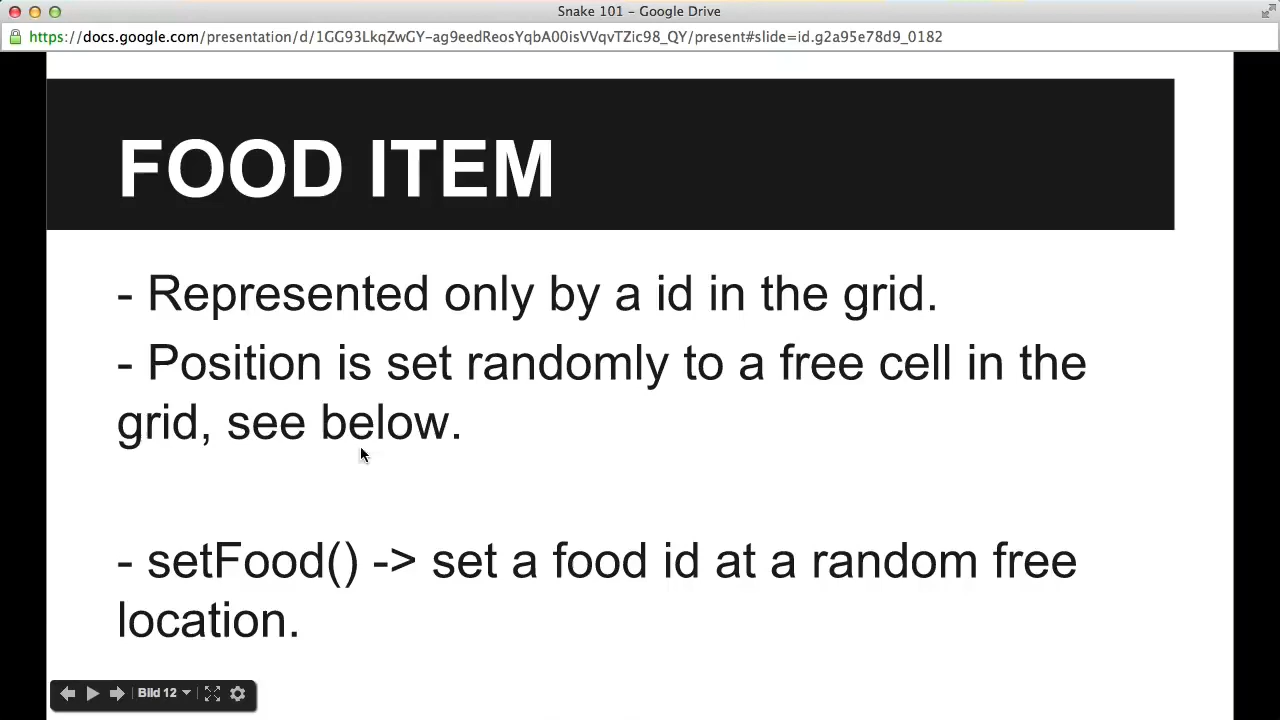 Snake 101 – Google Drive
https://docs.google.com/presentation/d/1GG93LkqZwGY-ag9eedReosYqbA00isVVqvTZic98_QY/present#slide=id.g2a95e78d9_0182
FOOD ITEM
- Represented only by a id in the grid.
- Position is set randomly to a free cell in the
grid, see below.
- setFood() -> set a food id at a random free
location.
Bild 12